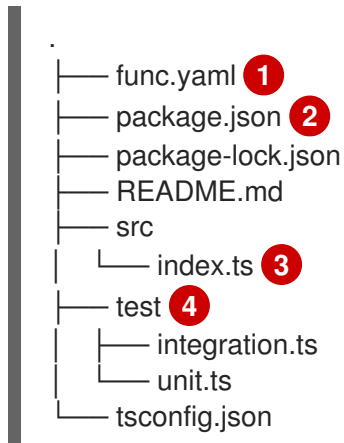 .
├── func.yaml 1
├── package.json 2
├── package-lock.json
├── README.md
├── src
│   └── index.ts 3
├── test 4
│   ├── integration.ts
│   └── unit.ts
└── tsconfig.json